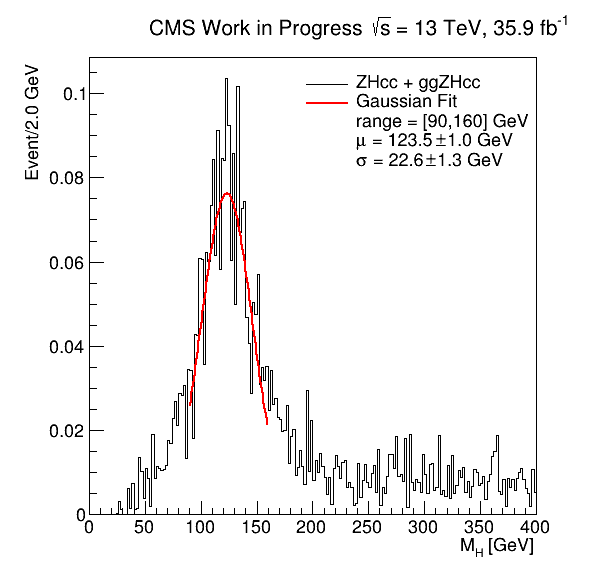 CMS Work in Progress √s = 13 TeV, 35.9 fb⁻¹
Event/2.0 GeV
ZHcc + ggZHcc
Gaussian Fit
range = [90,160] GeV
μ = 123.5±1.0 GeV
σ = 22.6±1.3 GeV
0.1
0.08
0.06
0.04
0.02
0
0 50 100 150 200 250 300 350 400
M_H [GeV]